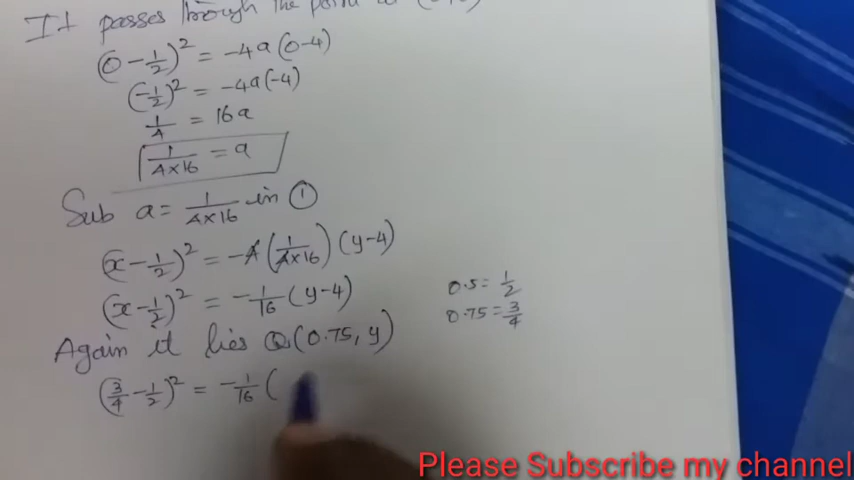 It passes through the point
(0 - 1/2)² = -4a(0-4)
(-1/2)² = -4a(-4)
1/4 = 16a
1/(4×16) = a
Sub a = 1/(4×16) in ①
(x - 1/2)² = -4(1/(4×16))(y-4)
(x - 1/2)² = -1/16(y-4)
0.5 = 1/2
0.75 = 3/4
Again it lies Q(0.75, y)
(3/4 - 1/2)² = -1/16(
Please Subscribe my channel